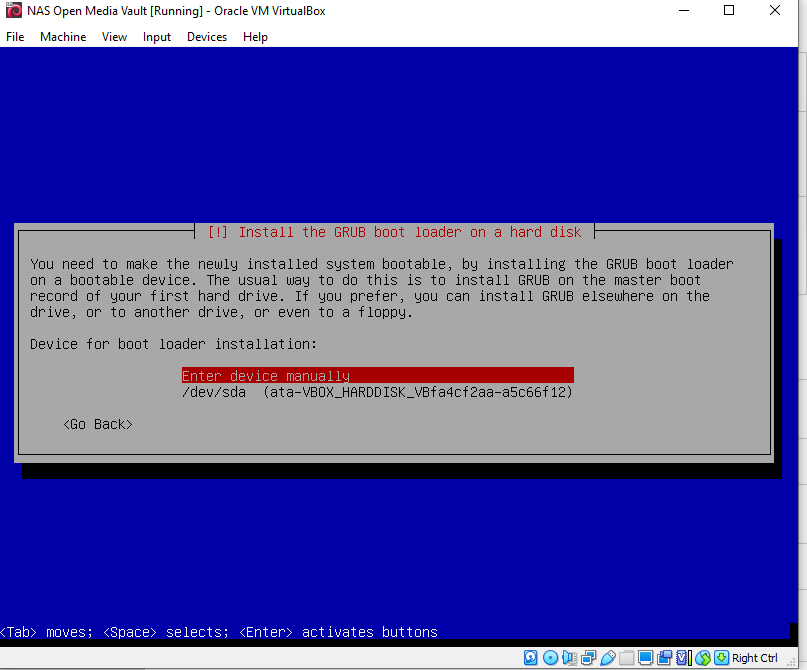 NAS Open Media Vault [Running] - Oracle VM VirtualBox
File Machine View Input Devices Help
[!] Install the GRUB boot loader on a hard disk
You need to make the newly installed system bootable, by installing the GRUB boot loader
on a bootable device. The usual way to do this is to install GRUB on the master boot
record of your first hard drive. If you prefer, you can install GRUB elsewhere on the
drive, or to another drive, or even to a floppy.
Device for boot loader installation:
Enter device manually
/dev/sda (ata-VBOX_HARDDISK_VBfa4cf2aa-a5c66f12)
<Go Back>
<Tab> moves; <Space> selects; <Enter> activates buttons
Right Ctrl